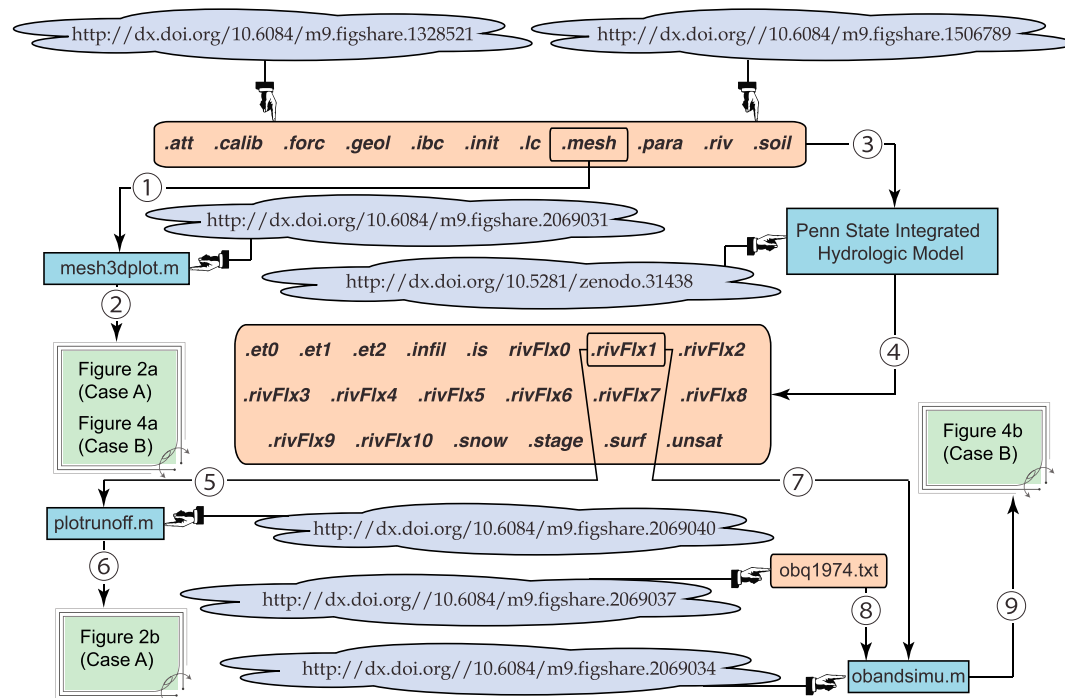 http://dx.doi.org/10.6084/m9.figshare.1328521
http://dx.doi.org//10.6084/m9.figshare.1506789
.att .calib .forc .geol .ibc .init .lc .mesh .para .riv .soil
3
1
http://dx.doi.org/10.6084/m9.figshare.2069031
Penn State Integrated
Hydrologic Model
mesh3dplot.m
http://dx.doi.org/10.5281/zenodo.31438
2
4
.et0 .et1 .et2 .infil .is rivFlx0 .rivFlx1 .rivFlx2
.rivFlx3 .rivFlx4 .rivFlx5 .rivFlx6 .rivFlx7 .rivFlx8
.rivFlx9 .rivFlx10 .snow .stage .surf .unsat
Figure 2a
(Case A)
Figure 4a
(Case B)
Figure 4b
(Case B)
5
7
plotrunoff.m
http://dx.doi.org/10.6084/m9.figshare.2069040
6
obq1974.txt
http://dx.doi.org//10.6084/m9.figshare.2069037
8
9
Figure 2b
(Case A)
http://dx.doi.org/10.6084/m9.figshare.2069034
obandsimu.m